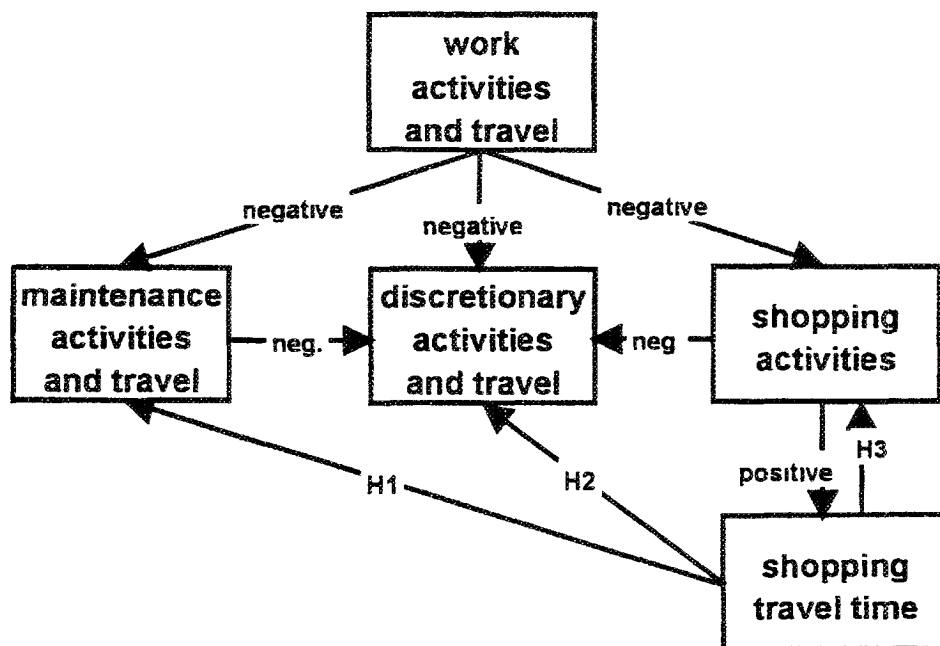 work
activities
and travel
negative
negative
negative
maintenance
activities
and travel
neg.
discretionary
activities
and travel
neg
shopping
activities
H1
H2
positive
H3
shopping
travel time